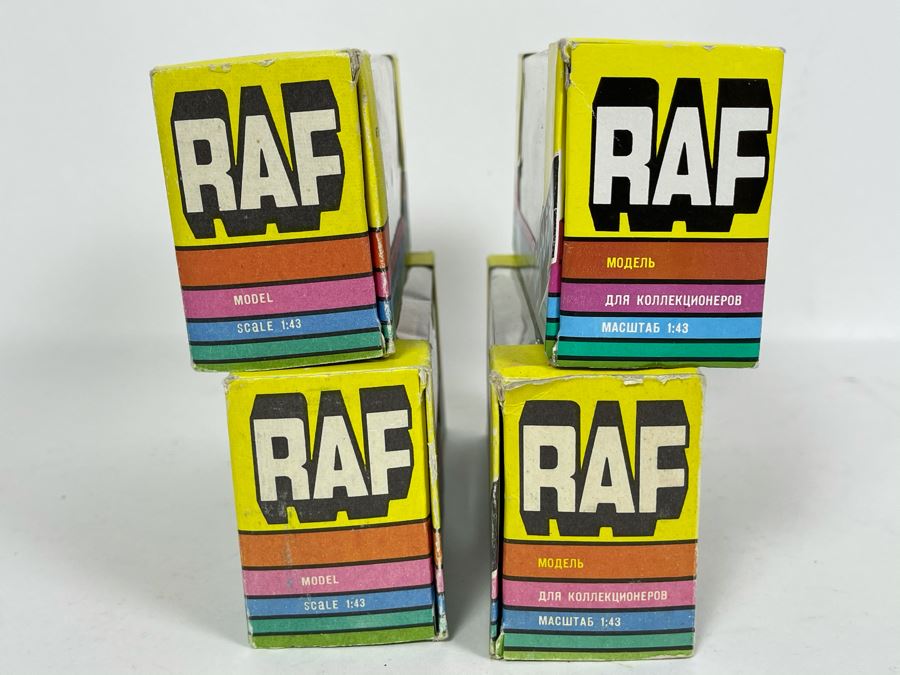 RAF
MODEL
SCALE 1:43
RAF
МОДЕЛЬ
ДЛЯ КОЛЛЕКЦИОНЕРОВ
МАСШТАБ 1:43
RAF
MODEL
SCALE 1:43
RAF
МОДЕЛЬ
ДЛЯ КОЛЛЕКЦИОНЕРОВ
МАСШТАБ 1:43